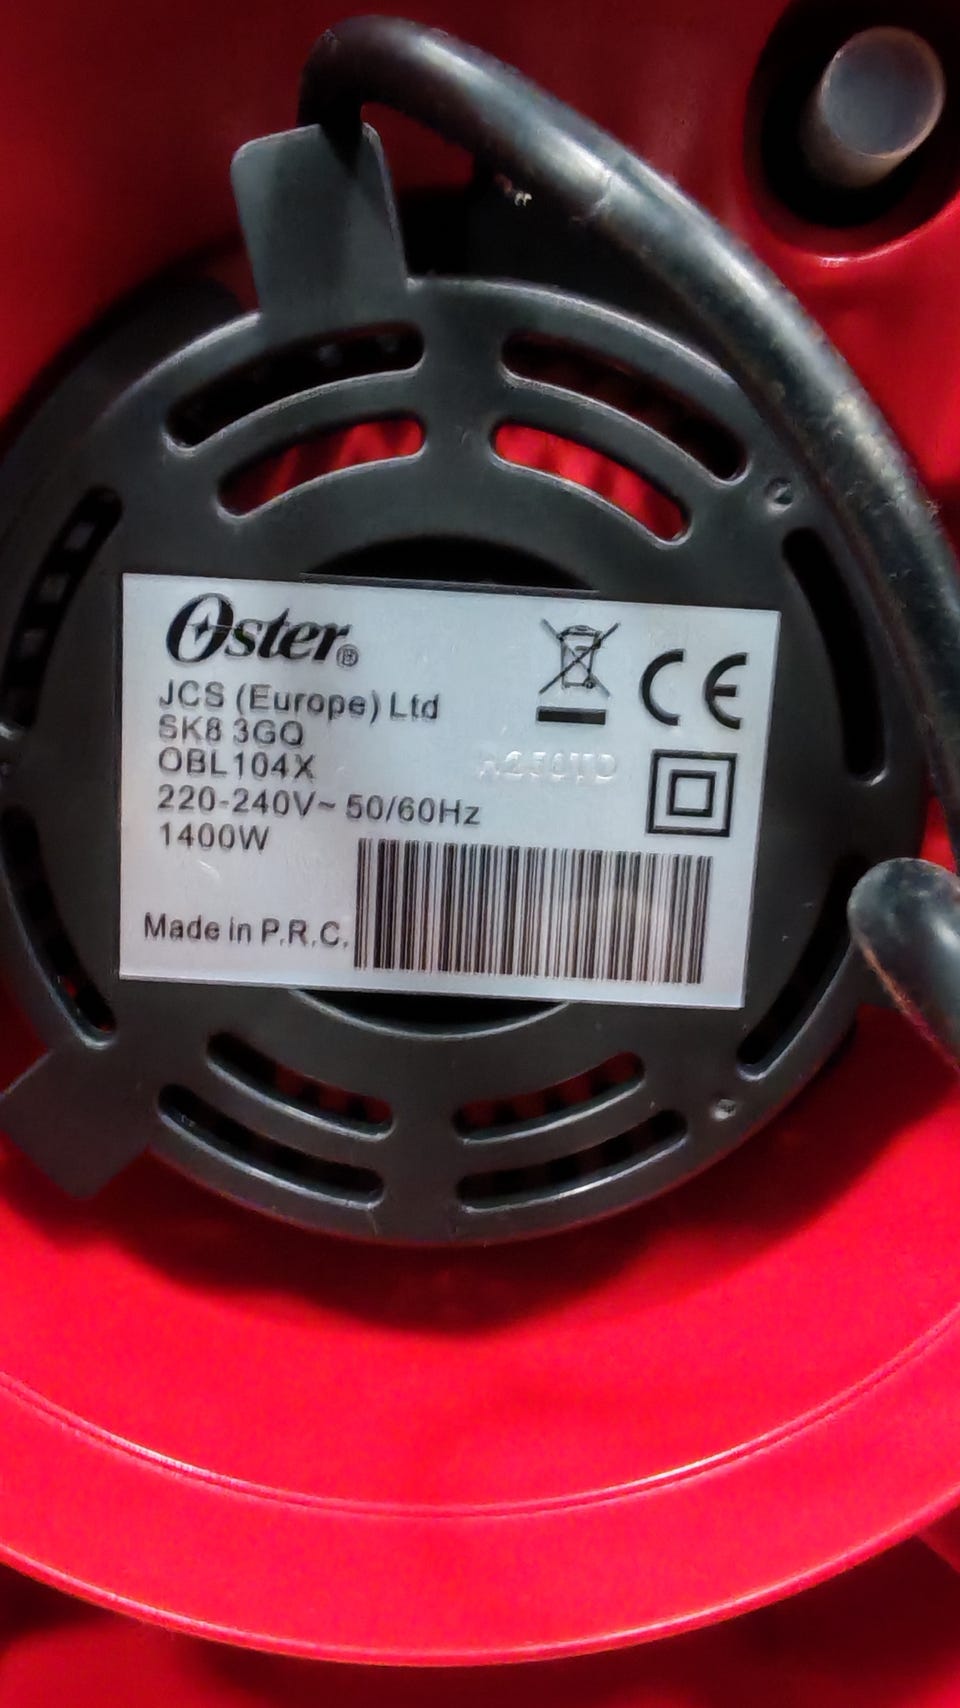 Oster®
JCS (Europe) Ltd
SK8 3GQ
OBL104X
220-240V~ 50/60Hz
1400W
Made in P.R.C.
CE